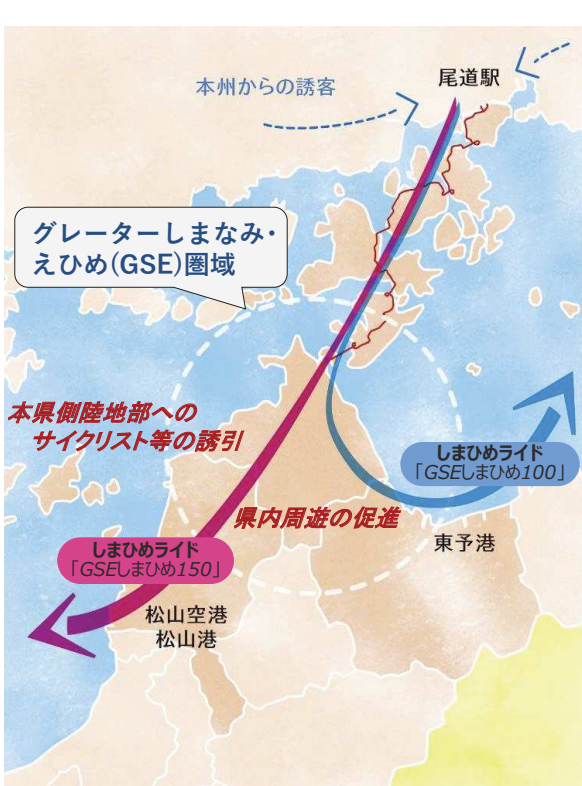 尾道駅
本州からの誘客
グレーターしまなみ・
えひめ(GSE)圏域
本県側陸地部への
サイクリスト等の誘引
しまひめライド
「GSEしまひめ100」
県内周遊の促進
東予港
しまひめライド
「GSEしまひめ150」
松山空港
松山港